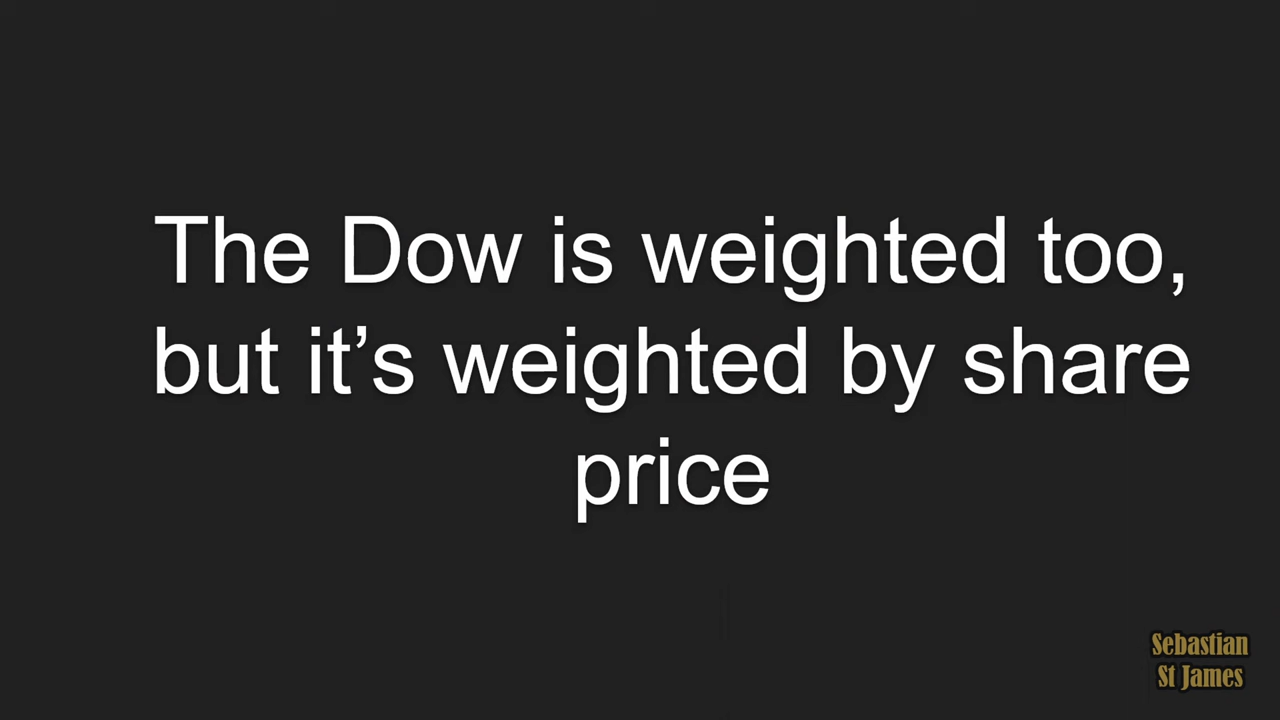 The Dow is weighted too,
but it’s weighted by share
price
Sebastian
St James